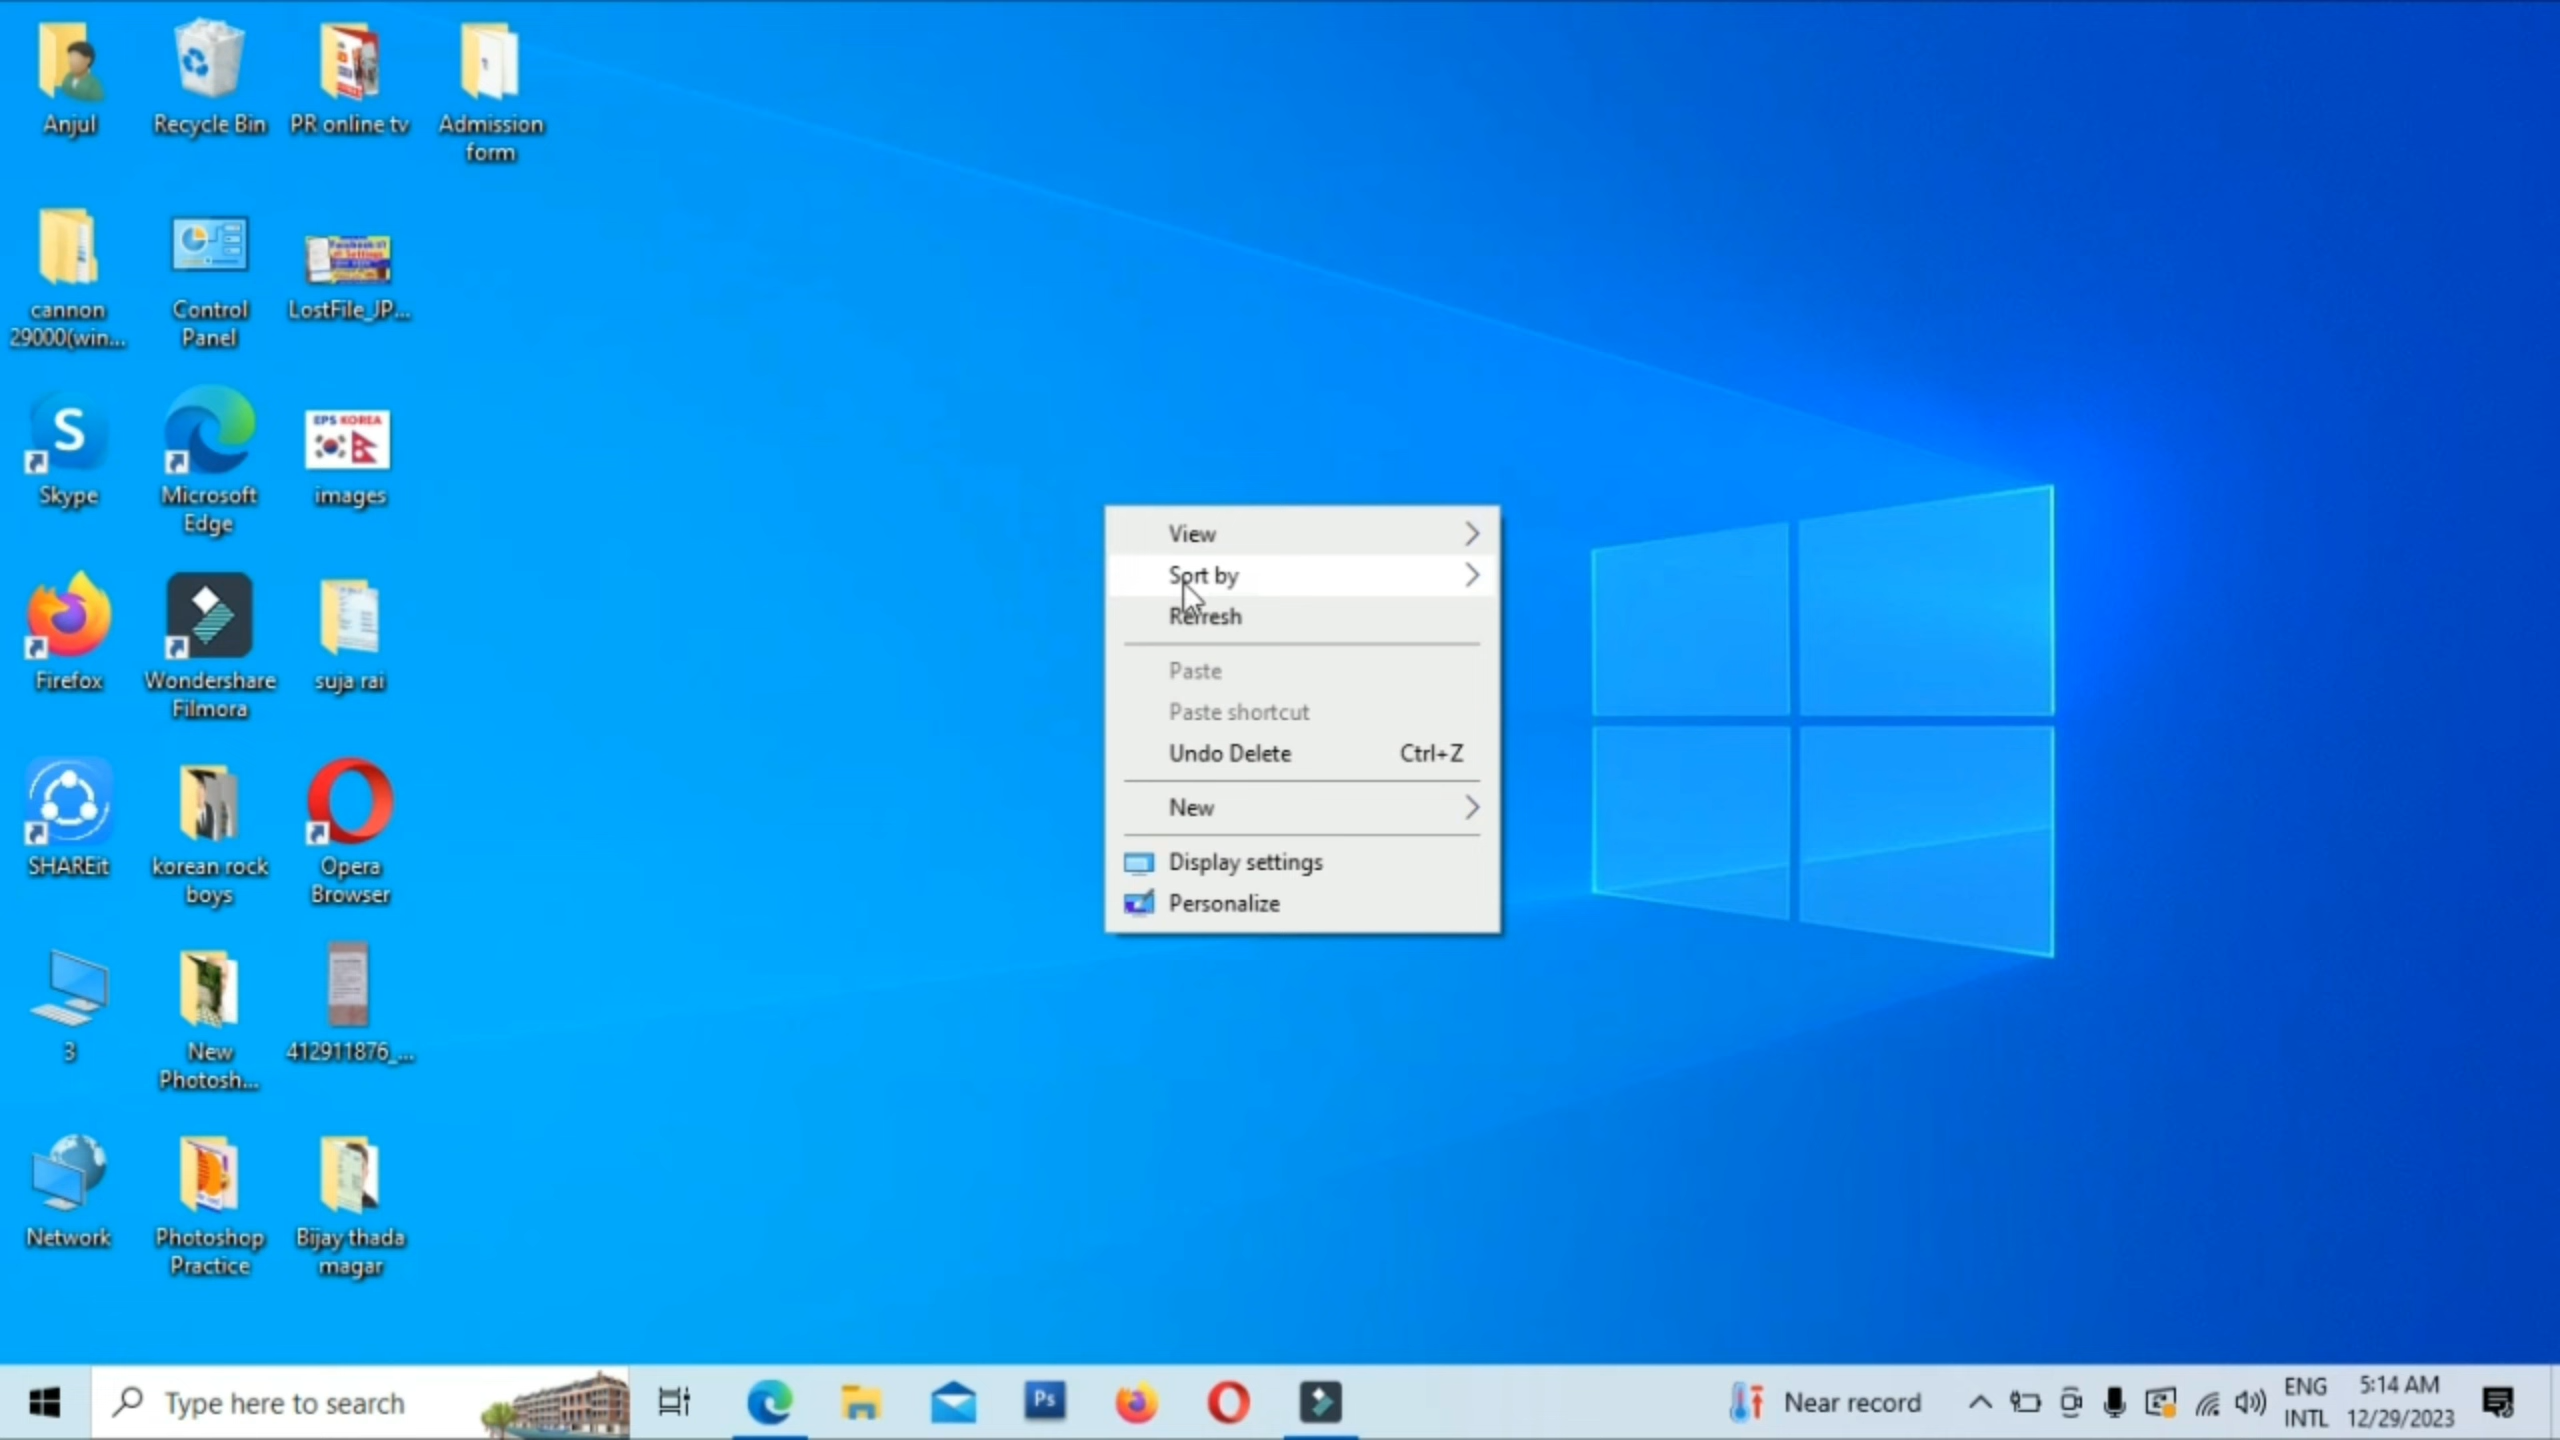 Anjul
Recycle Bin
PR online tv
Admission
form
cannon
29000(win...
Control
Panel
LostFile_JP...
EPS KOREA
S
Skype
Microsoft
Edge
images
Firefox
Wondershare
Filmora
suja rai
SHAREit
korean rock
boys
Opera
Browser
3
New
Photosh...
412911876_...
Network
Photoshop
Practice
Bijay thada
magar
View
Sort by
Refresh
Paste
Paste shortcut
Undo Delete Ctrl+Z
New
Display settings
Personalize
Type here to search
Ps
Near record
ENG
INTL
5:14 AM
12/29/2023